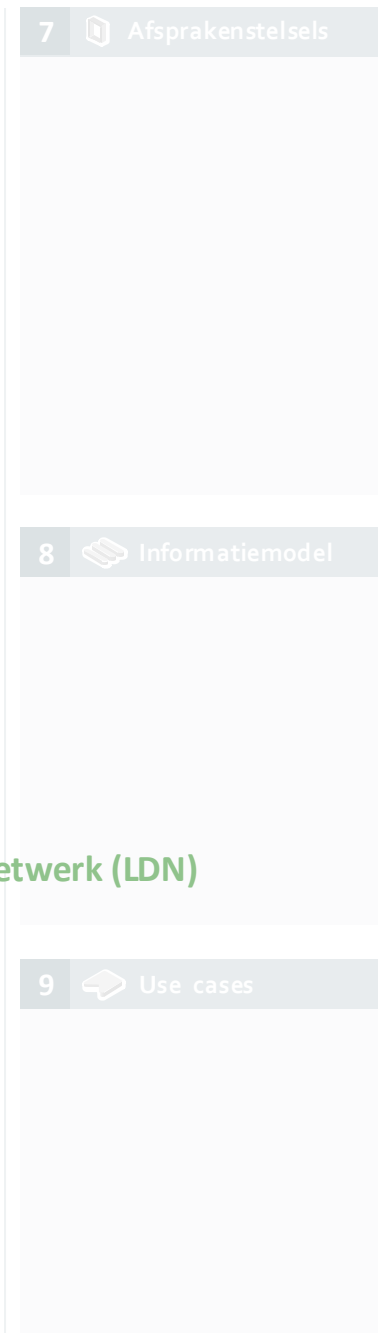 7 Afsprakenstelsels
8 Informatiemodel
etwerk (LDN)
9 Use cases